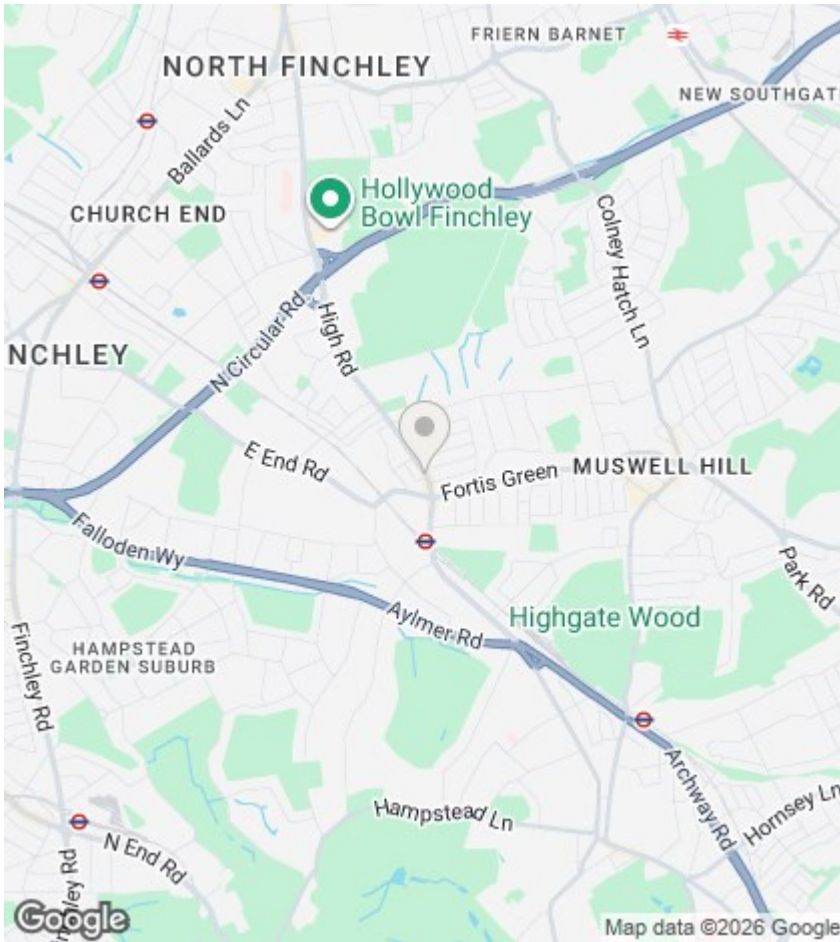 FRIERN BARNET
NORTH FINCHLEY
NEW SOUTHGATE
Ballards Ln
Hollywood
Bowl Finchley
CHURCH END
Colney Hatch Ln
N Circular Rd
High Rd
NCHLEY
E End Rd
Fortis Green
MUSWELL HILL
Falloden Wy
Park Rd
Aylmer Rd
Highgate Wood
HAMPSTEAD
GARDEN SUBURB
Finchley Rd
Archway Rd
Hampstead Ln
Hornsey Ln
N End Rd
nchley Rd
Google
Map data ©2026 Google